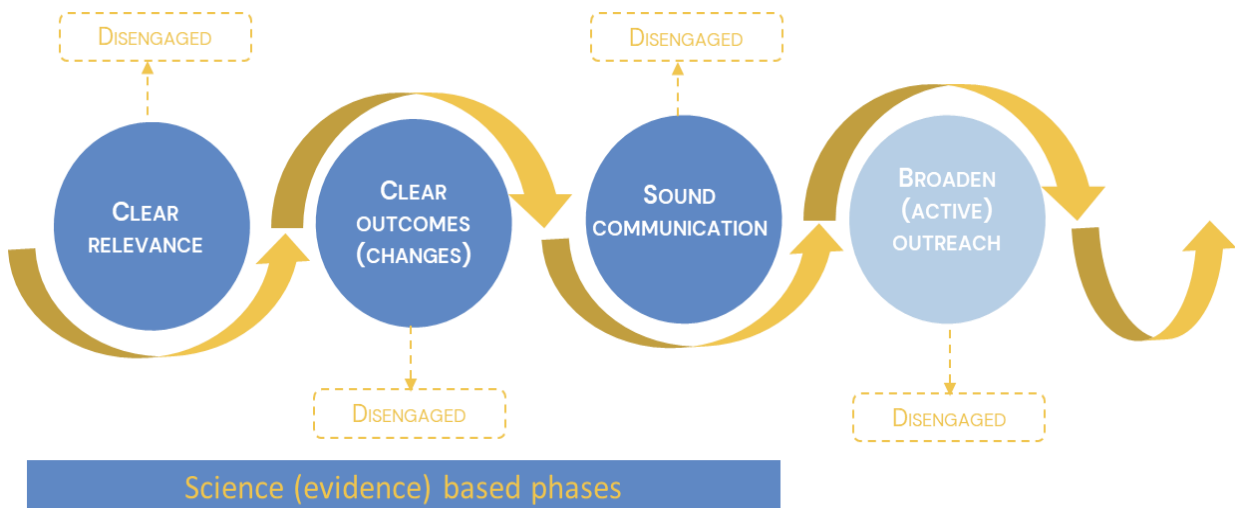 Disengaged
Disengaged
Clear
relevance
Clear
outcomes
(changes)
Sound
communication
Broaden
(active)
outreach
Disengaged
Disengaged
Science (evidence) based phases